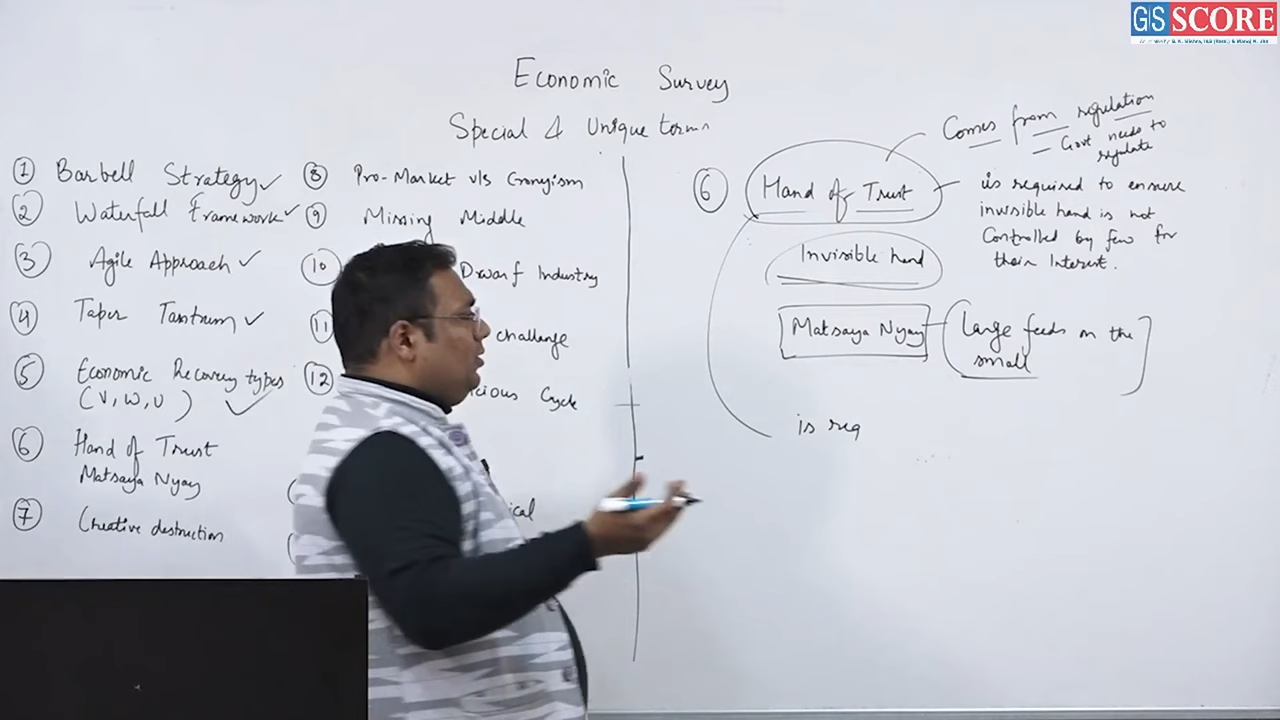 GS SCORE
Economic Survey
Special & Unique terms
① Barbell Strategy ✓
② Waterfall Framework ✓
③ Agile Approach ✓
④ Taper Tantrum ✓
⑤ Economic Recovery types
(V, W, U) ✓
⑥ Hand of Trust
Matsaya Nyay
⑦ Creative destruction
⑧ Pro-Market v/s Cronyism
⑨ Missing Middle
⑩ Dwarf Industry
⑪ challenge
⑫ Cycle
Comes from regulation
– Govt needs to
regulate
⑥ Hand of Trust
is required to ensure
invisible hand is not
Controlled by few for
their Interest.
Invisible hand
Matsaya Nyay – Large feeds on the
small
is req